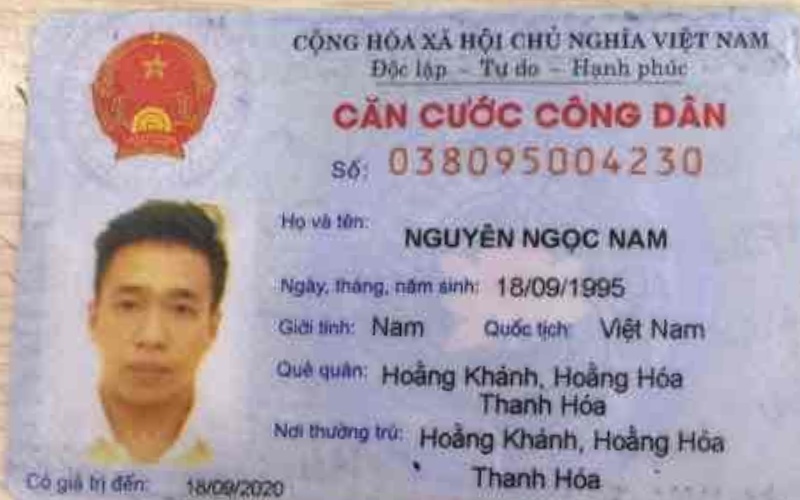 CỘNG HÒA XÃ HỘI CHỦ NGHĨA VIỆT NAM
Độc lập - Tự do - Hạnh phúc
CĂN CƯỚC CÔNG DÂN
Số: 038095004230
Họ và tên: NGUYỄN NGỌC NAM
Ngày, tháng, năm sinh: 18/09/1995
Giới tính: Nam Quốc tịch: Việt Nam
Quê quán: Hoằng Khánh, Hoằng Hóa
Thanh Hóa
Nơi thường trú: Hoằng Khánh, Hoằng Hóa
Thanh Hóa
Có giá trị đến: 18/09/2020